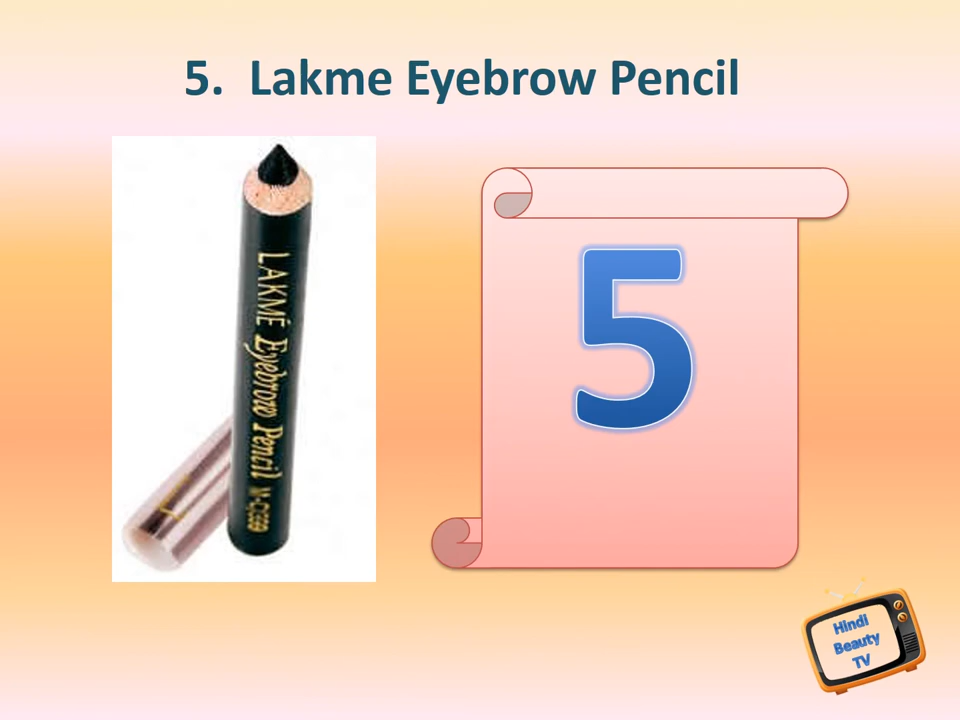 5. Lakme Eyebrow Pencil
LAKMÉ Eyebrow Pencil
5
Hindi
Beauty
TV